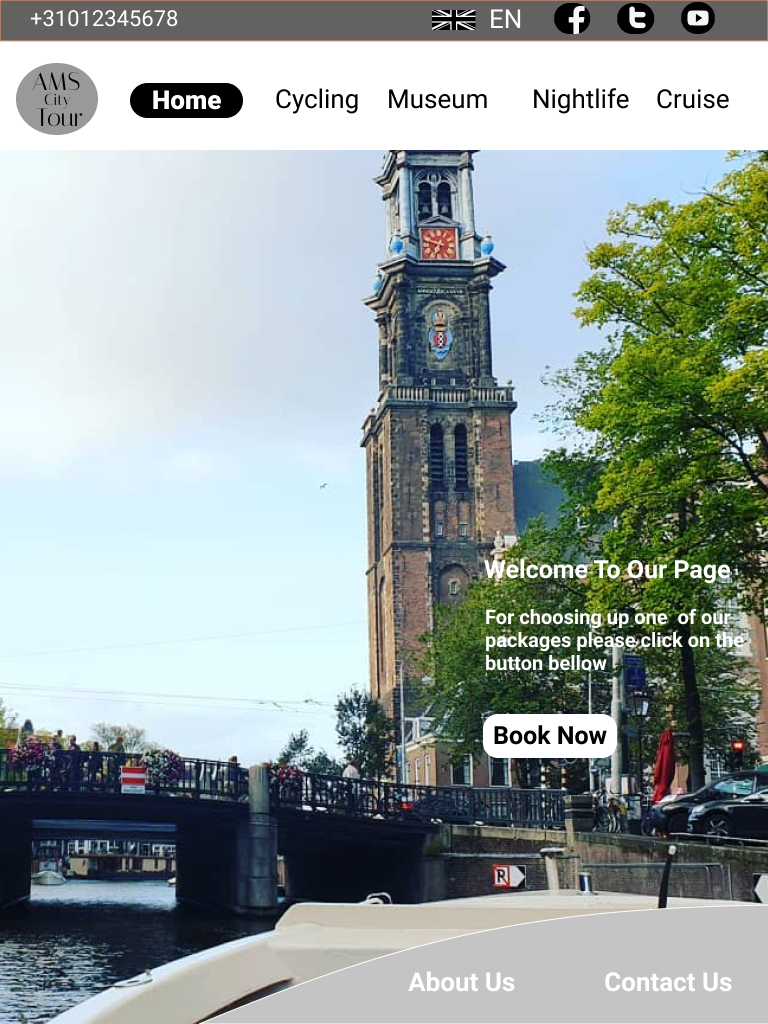 +31012345678
EN
AMS
City
Tour
Home
Cycling
Museum
Nightlife
Cruise
Welcome To Our Page
For choosing up one  of our
packages please click on the
button bellow
Book Now
R
About Us
Contact Us